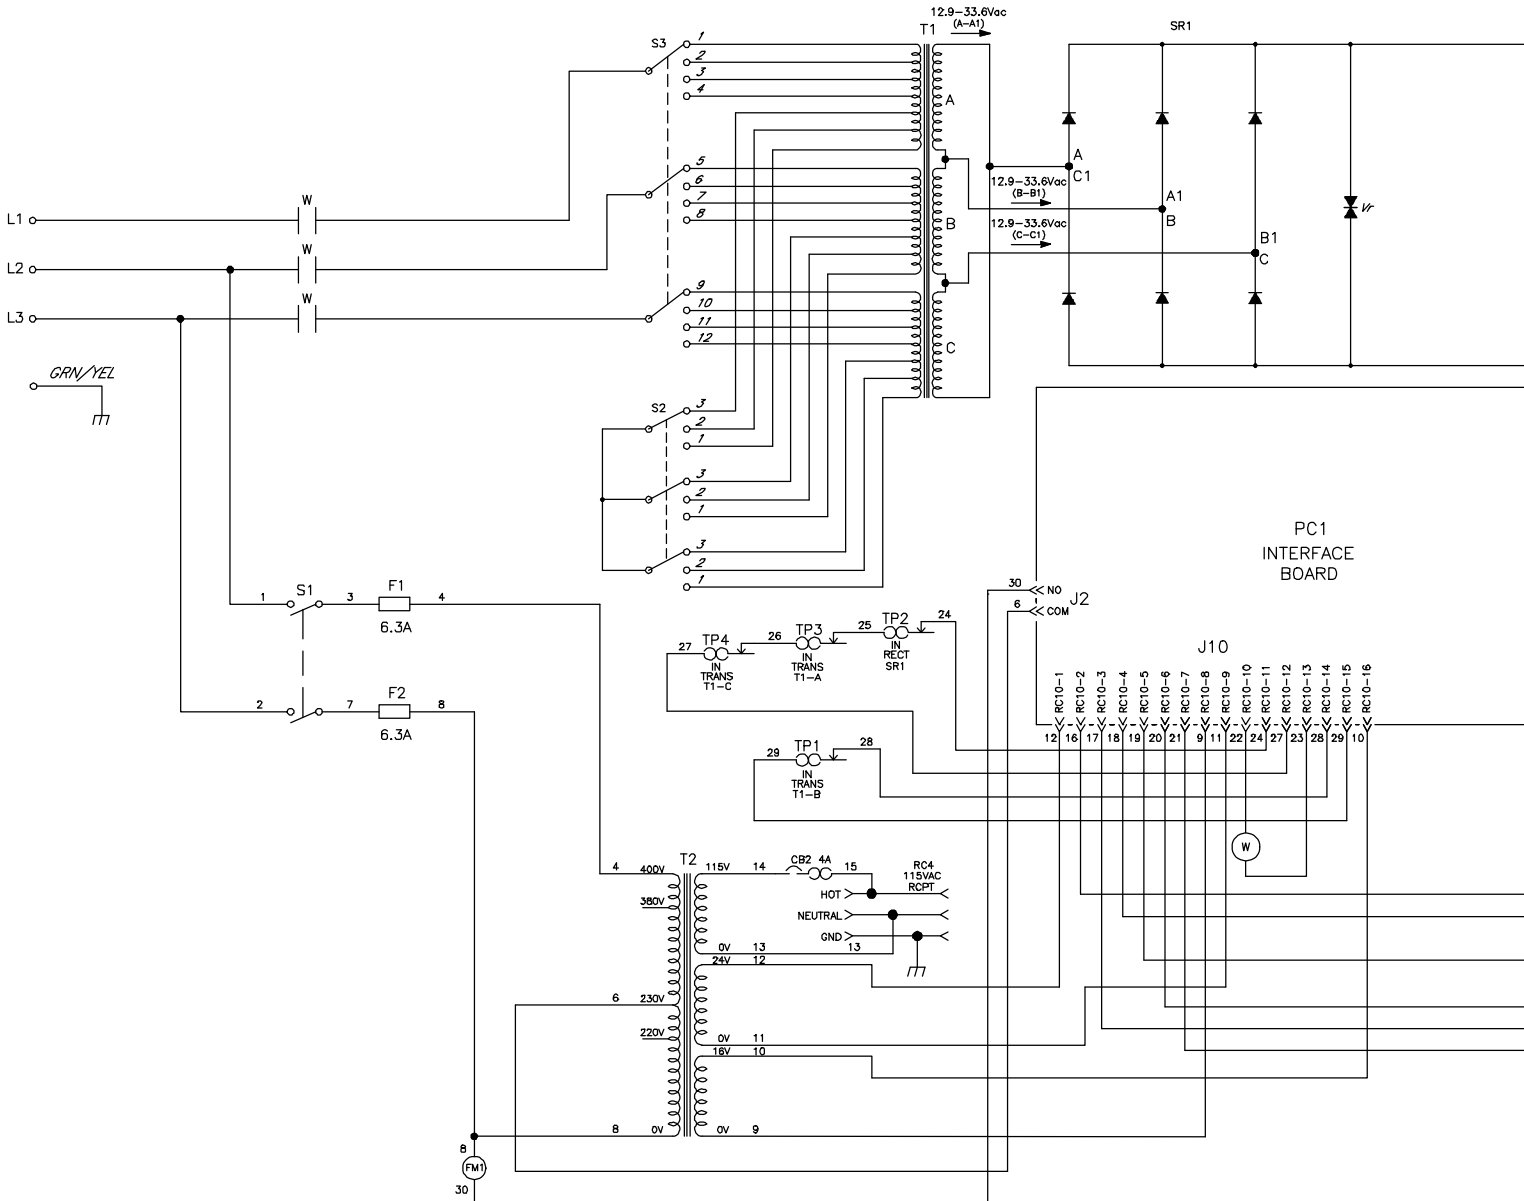 12.9-33.6Vac
(A-A1)
T1
SR1
S3
1
2
3
4
A
5
6
7
8
B
9
10
11
12
C
A
C1
12.9-33.6Vac
(B-B1)
A1
B
12.9-33.6Vac
(C-C1)
B1
C
Vr
W
L1
W
L2
W
L3
GRN/YEL
S2
3
2
1
3
2
1
3
2
1
PC1
INTERFACE
BOARD
30
NO
6
COM
J2
J10
1
S1
3
F1
4
6.3A
2
7
F2
8
6.3A
27
TP4
IN
TRANS
T1-C
26
TP3
IN
TRANS
T1-A
25
TP2
IN
RECT
SR1
24
RC10-1
RC10-2
RC10-3
RC10-4
RC10-5
RC10-6
RC10-7
RC10-8
RC10-9
RC10-10
RC10-11
RC10-12
RC10-13
RC10-14
RC10-15
RC10-16
12 16 17 18 19 20 21 9 11 22 24 27 23 28 29 10
29
TP1
IN
TRANS
T1-B
28
W
T2
4
400V
380V
6
230V
220V
8
0V
115V
14
CB2 4A
15
RC4
115VAC
RCPT
HOT
NEUTRAL
GND
0V
13
13
24V
12
0V
11
16V
10
0V
9
8
FM1
30